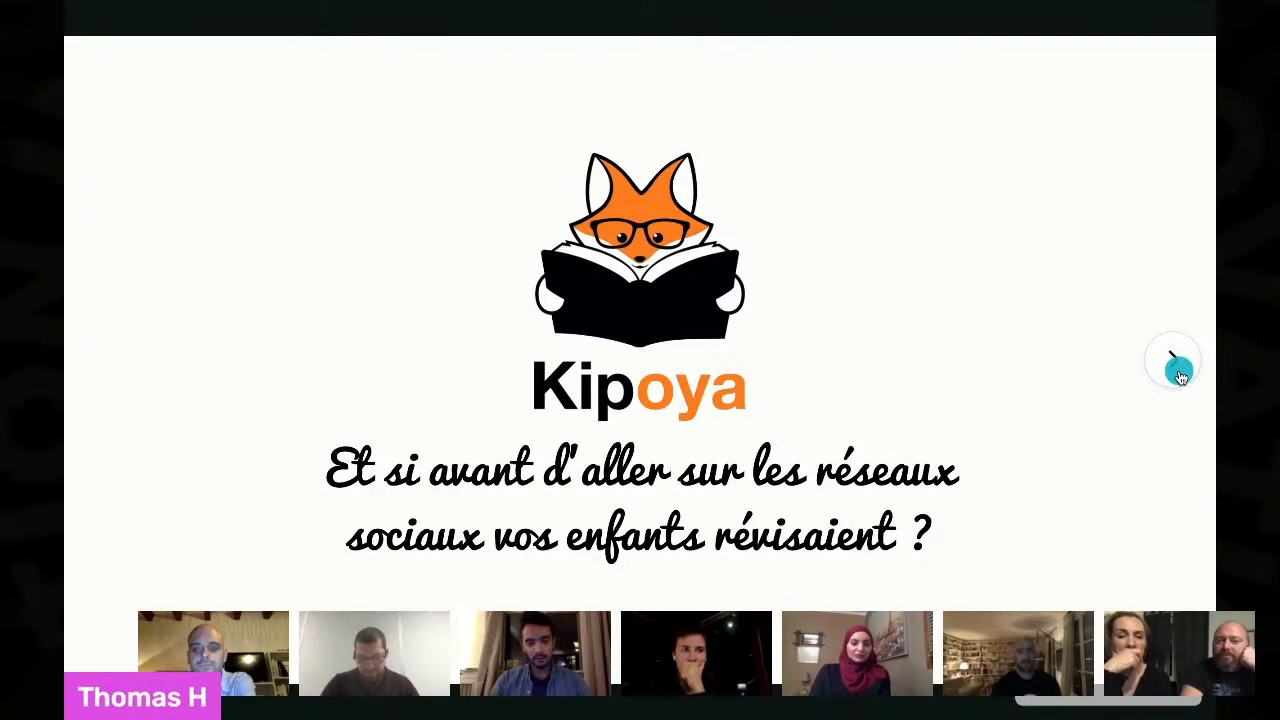 Kipoya
Et si avant d'aller sur les réseaux
sociaux vos enfants révisaient ?
Thomas H